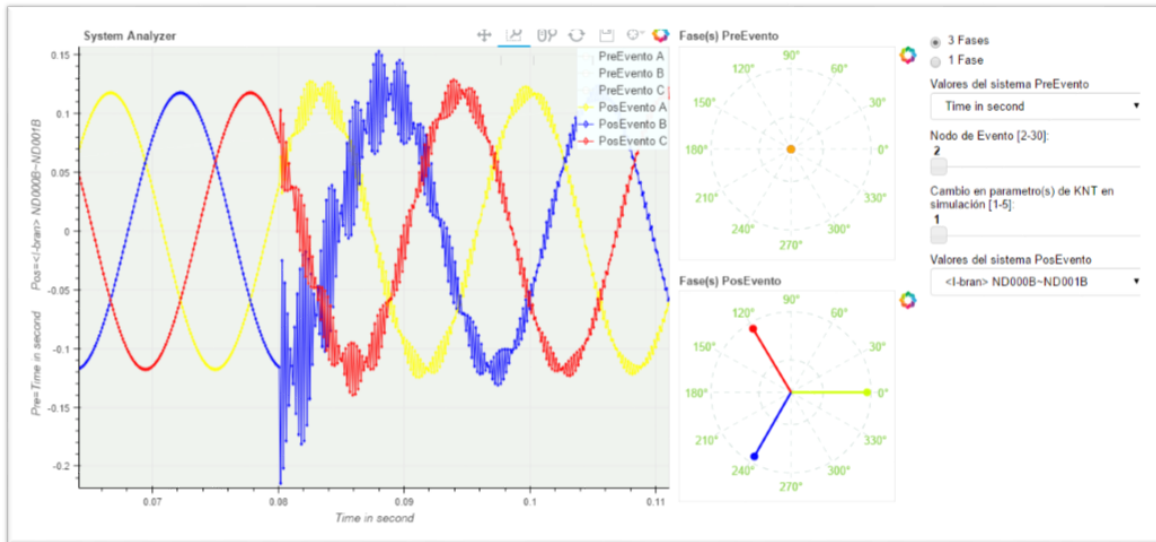 System Analyzer
PreEvento A
PreEvento B
PreEvento C
PosEvento A
PosEvento B
PosEvento C
0.15
0.1
0.05
0
-0.05
-0.1
-0.15
-0.2
Pre=Time in second    Pos=<I-bran> ND000B~ND001B
0.07
0.08
0.09
0.1
0.11
Time in second
Fase(s) PreEvento
90°
120°
60°
150°
30°
180°
0°
210°
330°
240°
300°
270°
Fase(s) PosEvento
90°
120°
60°
150°
30°
180°
0°
210°
330°
240°
300°
270°
3 Fases
1 Fase
Valores del sistema PreEvento
Time in second
Nodo de Evento [2-30]:
2
Cambio en parametro(s) de KNT en
simulación [1-5]:
1
Valores del sistema PosEvento
<I-bran> ND000B~ND001B